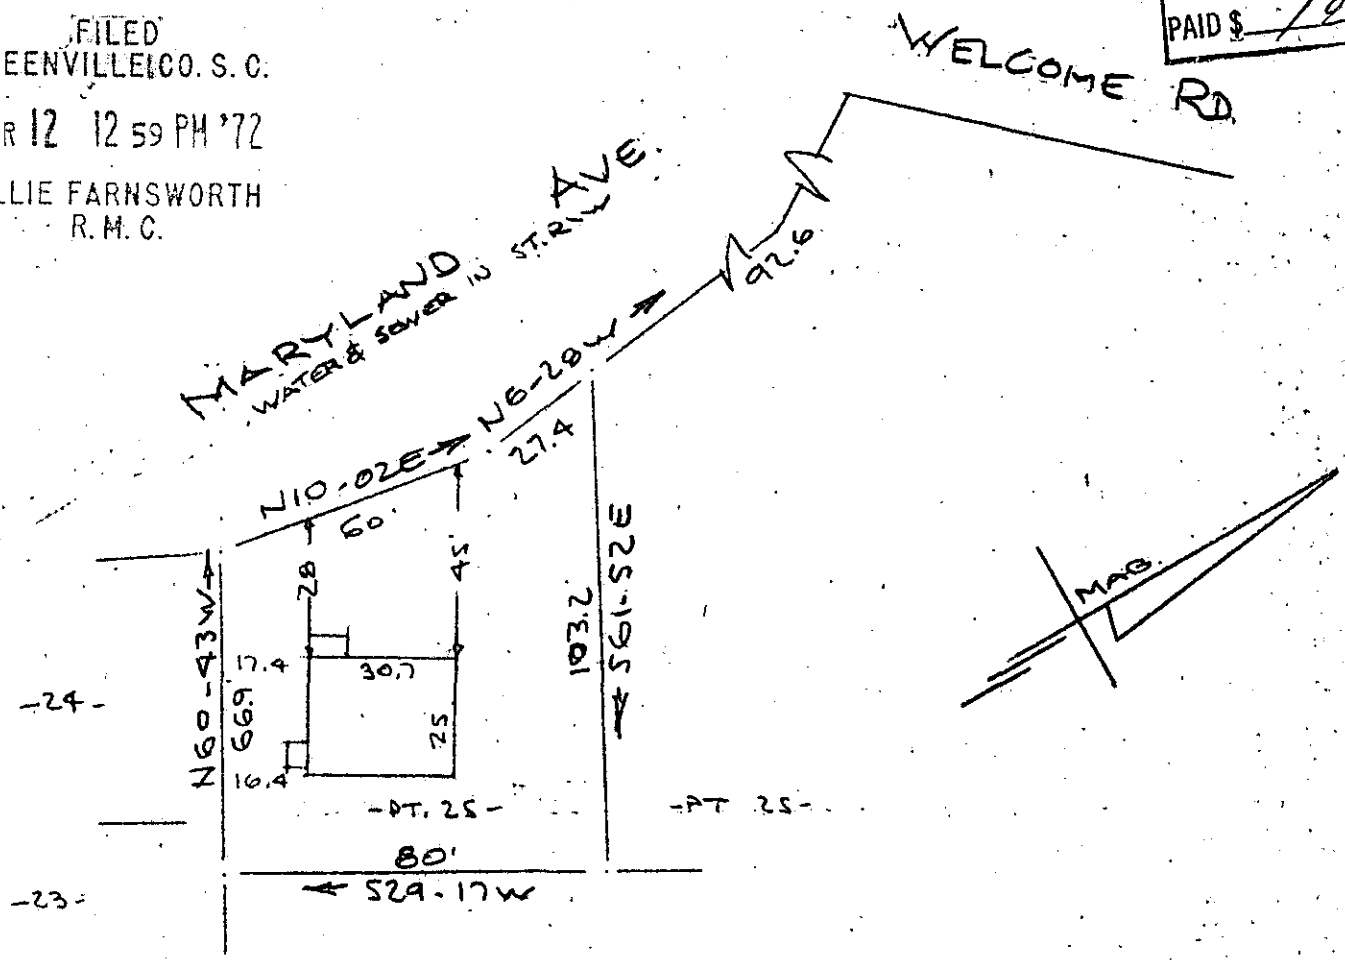 FILED
EENVILLE CO. S. C.
R 12 12 59 PM '72
LLIE FARNSWORTH
R. M. C.
PAID $
WELCOME RD.
MARYLAND AVE.
WATER & SEWER IN ST. R/W
92.6
N6-28W
27.4
N10-02E
60'
28
45'
N60-43W
66.9
17.4
30.7
25
16.4
103.2
S61-52E
MAG.
-24-
-PT. 25-
-PT 25-
80'
S29-17W
-23-